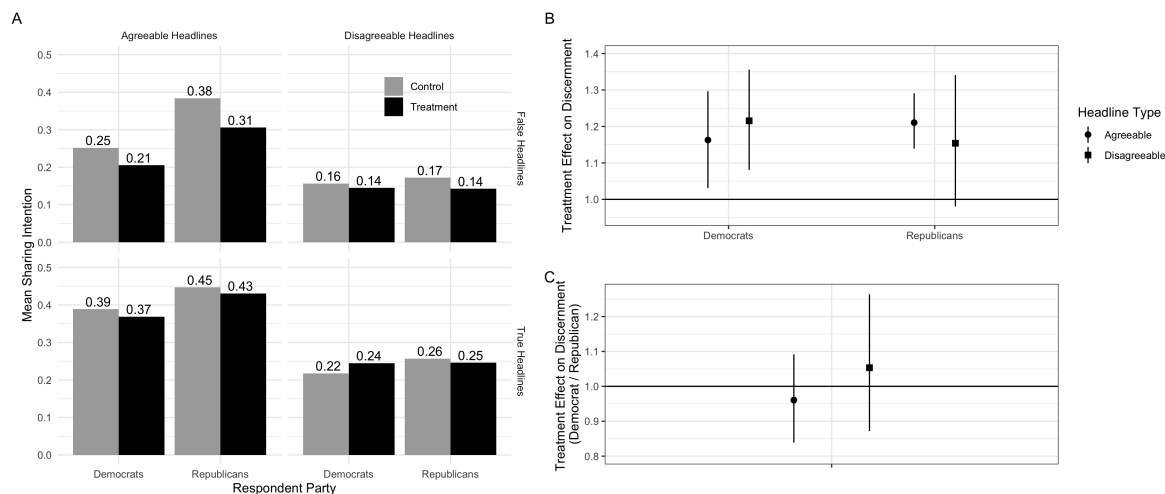 A
Agreeable Headlines
Disagreeable Headlines
Mean Sharing Intention
0.5
0.4
0.3
0.2
0.1
0.0
0.25
0.21
0.38
0.31
0.16
0.14
0.17
0.14
Control
Treatment
False Headlines
0.5
0.4
0.3
0.2
0.1
0.0
0.39
0.37
0.45
0.43
0.22
0.24
0.26
0.25
True Headlines
Democrats
Republicans
Democrats
Republicans
Respondent Party
B
Treattment Effect on Discernment
1.4
1.3
1.2
1.1
1.0
Democrats
Republicans
Headline Type
Agreeable
Disagreeable
C
Treatment Effect on Discernment
(Democrat / Republican)
1.2
1.1
1.0
0.9
0.8